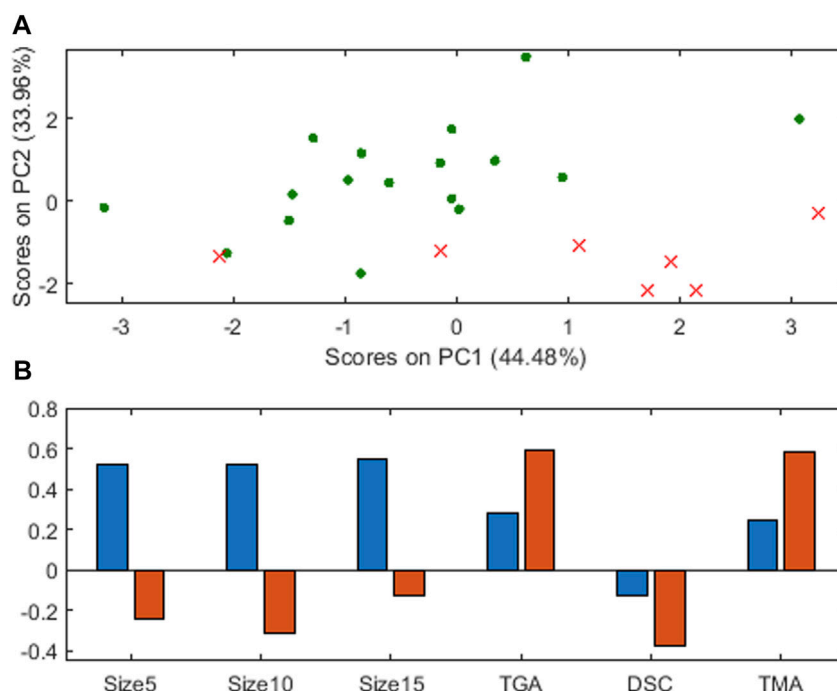 A
Scores on PC2 (33.96%)
2
0
-2
-3 -2 -1 0 1 2 3
Scores on PC1 (44.48%)
B
0.8
0.6
0.4
0.2
0
-0.2
-0.4
Size5 Size10 Size15 TGA DSC TMA